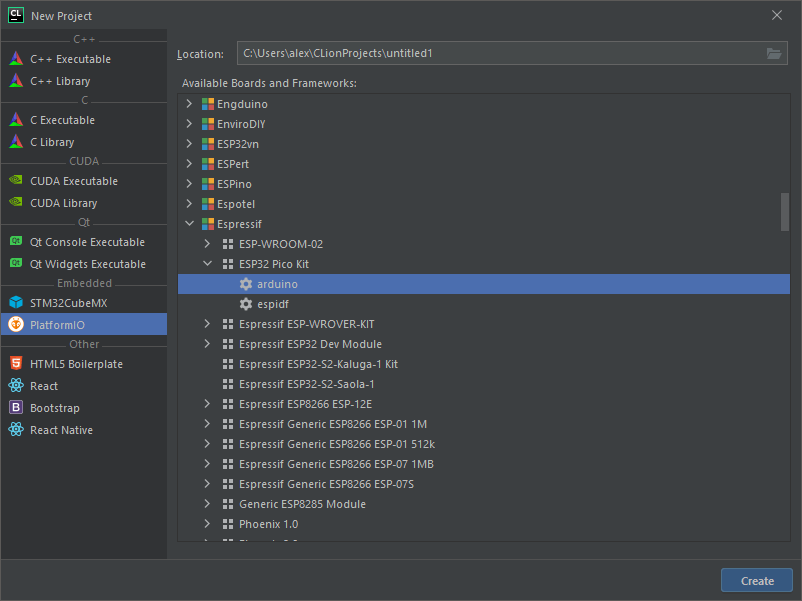 New Project
C++
C++ Executable
C++ Library
C
C Executable
C Library
CUDA
CUDA Executable
CUDA Library
Qt
Qt Console Executable
Qt Widgets Executable
Embedded
STM32CubeMX
PlatformIO
Other
HTML5 Boilerplate
React
Bootstrap
React Native
Location: C:\Users\alex\CLionProjects\untitled1
Available Boards and Frameworks:
Engduino
EnviroDIY
ESP32vn
ESPert
ESPino
Espotel
Espressif
ESP-WROOM-02
ESP32 Pico Kit
arduino
espidf
Espressif ESP-WROVER-KIT
Espressif ESP32 Dev Module
Espressif ESP32-S2-Kaluga-1 Kit
Espressif ESP32-S2-Saola-1
Espressif ESP8266 ESP-12E
Espressif Generic ESP8266 ESP-01 1M
Espressif Generic ESP8266 ESP-01 512k
Espressif Generic ESP8266 ESP-07 1MB
Espressif Generic ESP8266 ESP-07S
Generic ESP8285 Module
Phoenix 1.0
Create